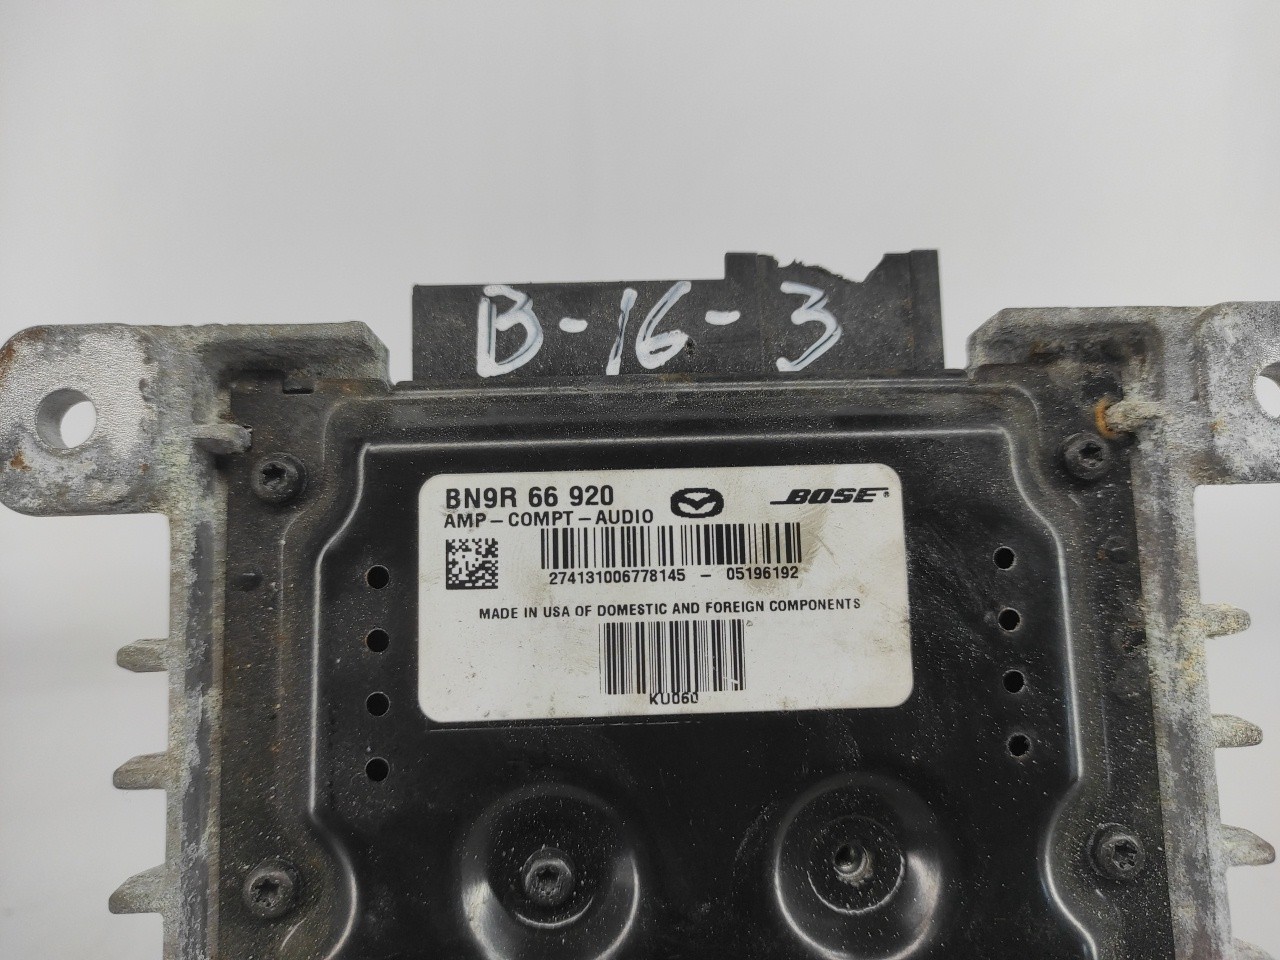 B-16-3
BN9R 66 920
BOSE
AMP-COMPT-AUDIO
274131006778145 - 05196192
MADE IN USA OF DOMESTIC AND FOREIGN COMPONENTS
KU060